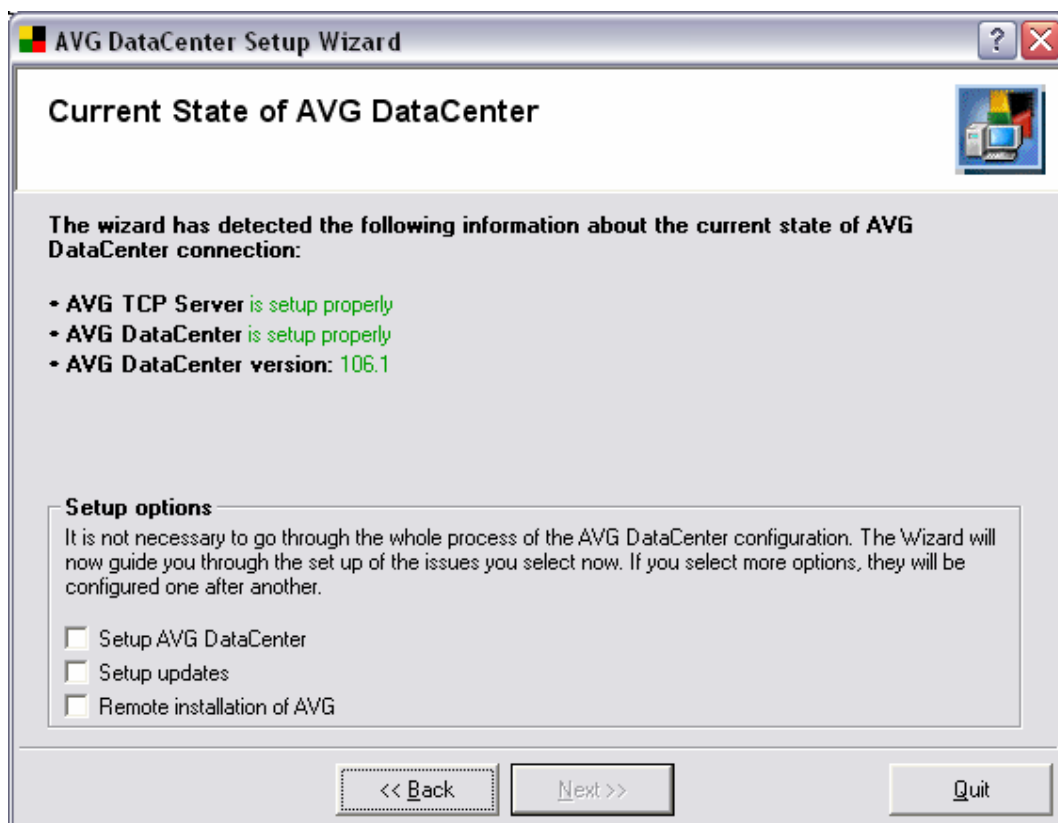 AVG DataCenter Setup Wizard
?
Current State of AVG DataCenter
The wizard has detected the following information about the current state of AVG
DataCenter connection:
• AVG TCP Server is setup properly
• AVG DataCenter is setup properly
• AVG DataCenter version: 106.1
Setup options
It is not necessary to go through the whole process of the AVG DataCenter configuration. The Wizard will
now guide you through the set up of the issues you select now. If you select more options, they will be
configured one after another.
Setup AVG DataCenter
Setup updates
Remote installation of AVG
<< Back Next >> Quit